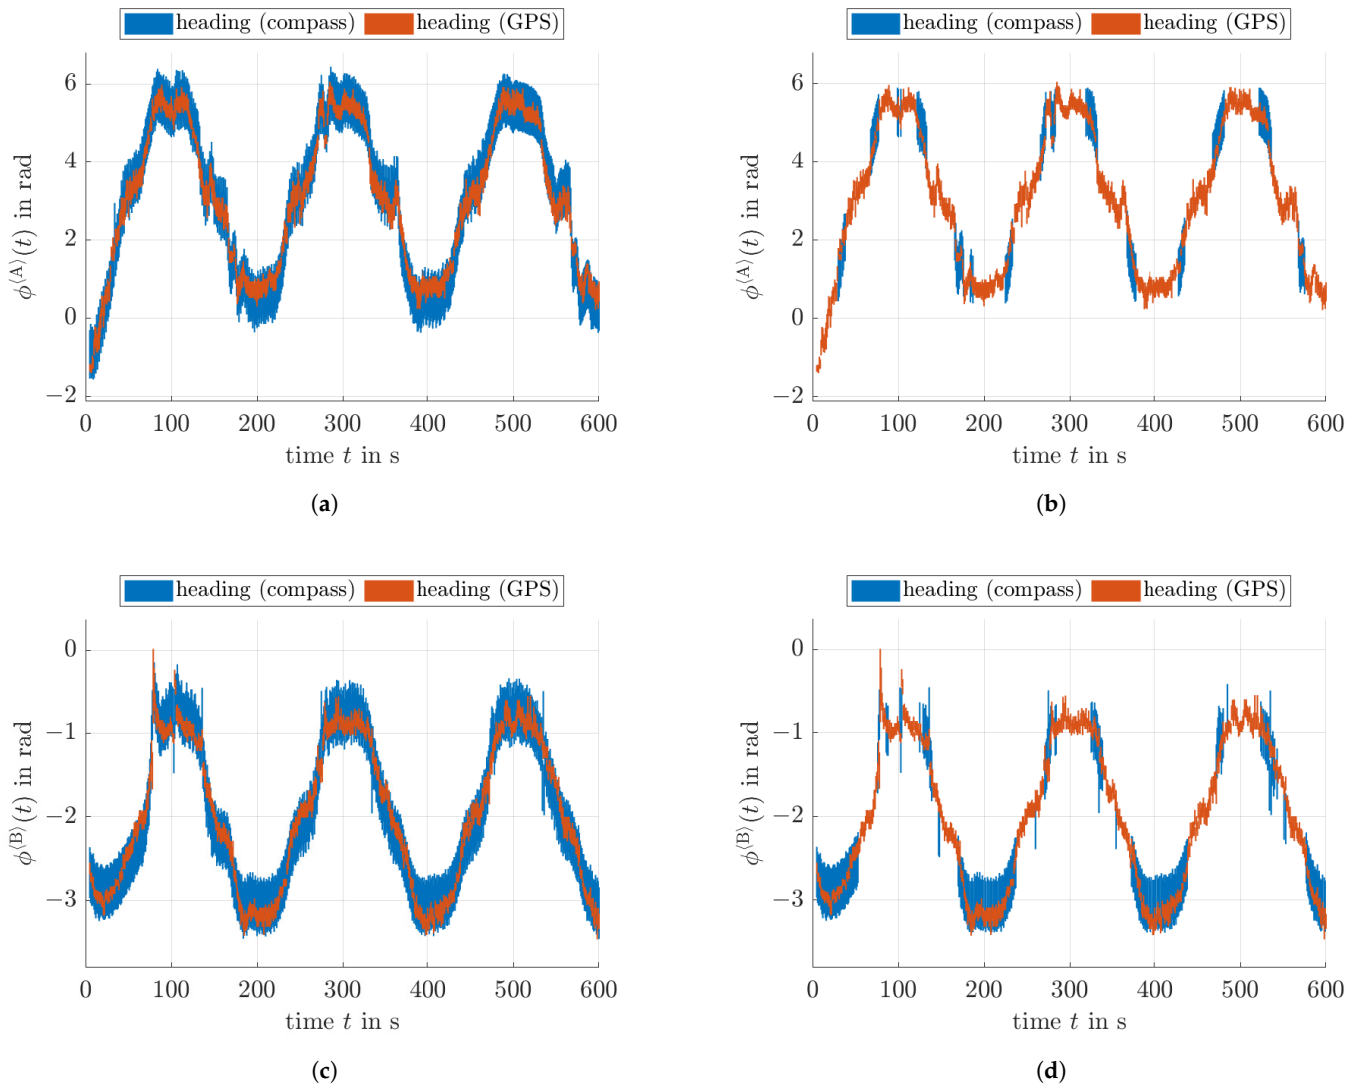 heading (compass) heading (GPS)
6
4
2
0
−2
ϕ⟨A⟩(t) in rad
0 100 200 300 400 500 600
time t in s
(a)
heading (compass) heading (GPS)
6
4
2
0
−2
ϕ⟨A⟩(t) in rad
0 100 200 300 400 500 600
time t in s
(b)
heading (compass) heading (GPS)
0
−1
−2
−3
ϕ⟨B⟩(t) in rad
0 100 200 300 400 500 600
time t in s
(c)
heading (compass) heading (GPS)
0
−1
−2
−3
ϕ⟨B⟩(t) in rad
0 100 200 300 400 500 600
time t in s
(d)